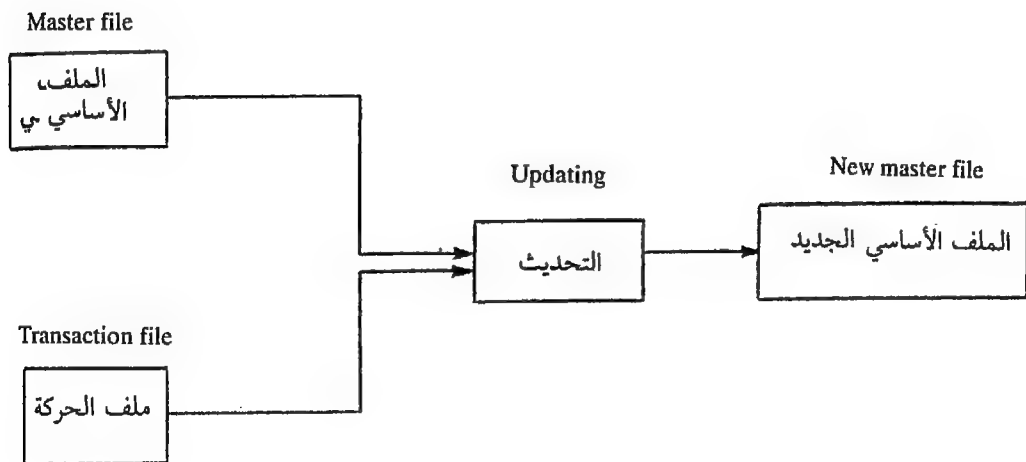 Master file
الملف
الأساسي
Updating
التحديث
New master file
الملف الأساسي الجديد
Transaction file
ملف الحركة